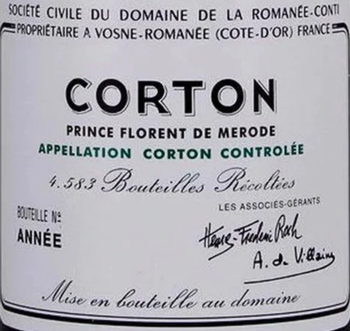 SOCIÉTÉ CIVILE DU DOMAINE DE LA ROMANÉE-CONTI
PROPRIÉTAIRE A VOSNE-ROMANÉE (COTE-D'OR) FRANCE
CORTON
PRINCE FLORENT DE MERODE
APPELLATION CORTON CONTROLÉE
4.583 Bouteilles Récoltées
LES ASSOCIÉS-GÉRANTS
BOUTEILLE No
ANNÉE
Henry-Frédéric Roch
A. de Villaine
Mise en bouteille au domaine